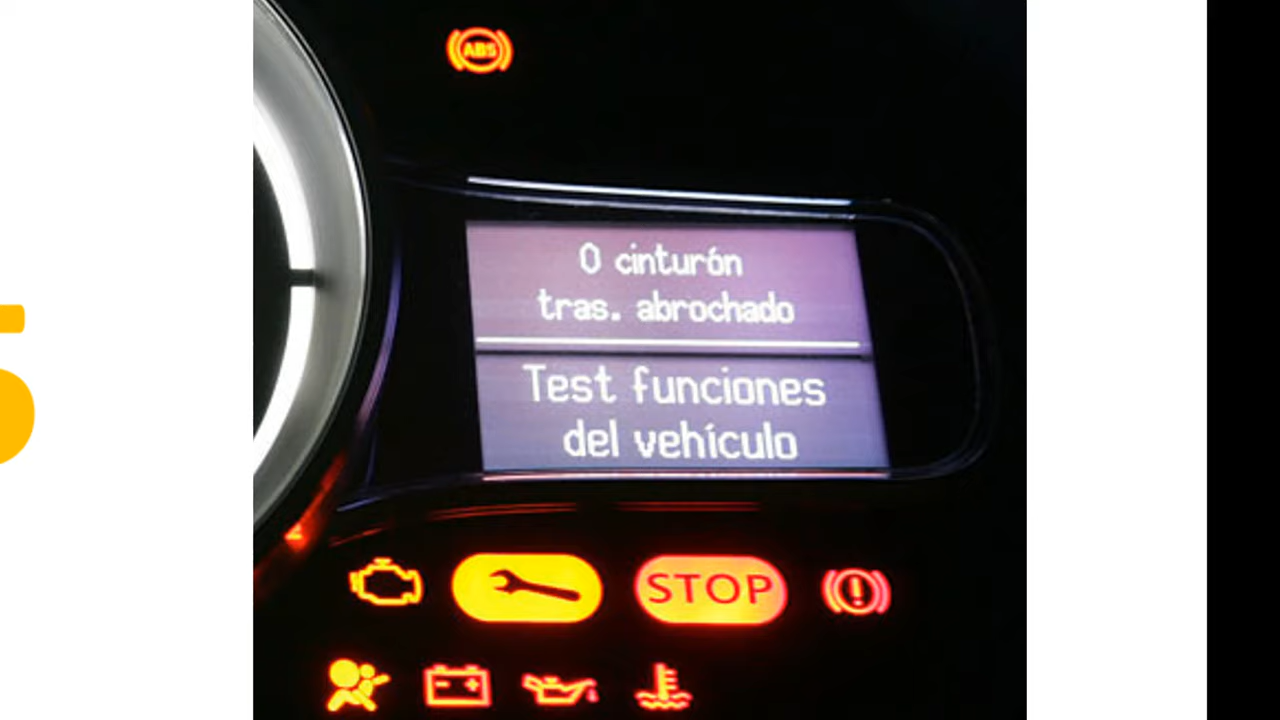 ABS
0 cinturón
tras. abrochado
Test funciones
del vehículo
STOP